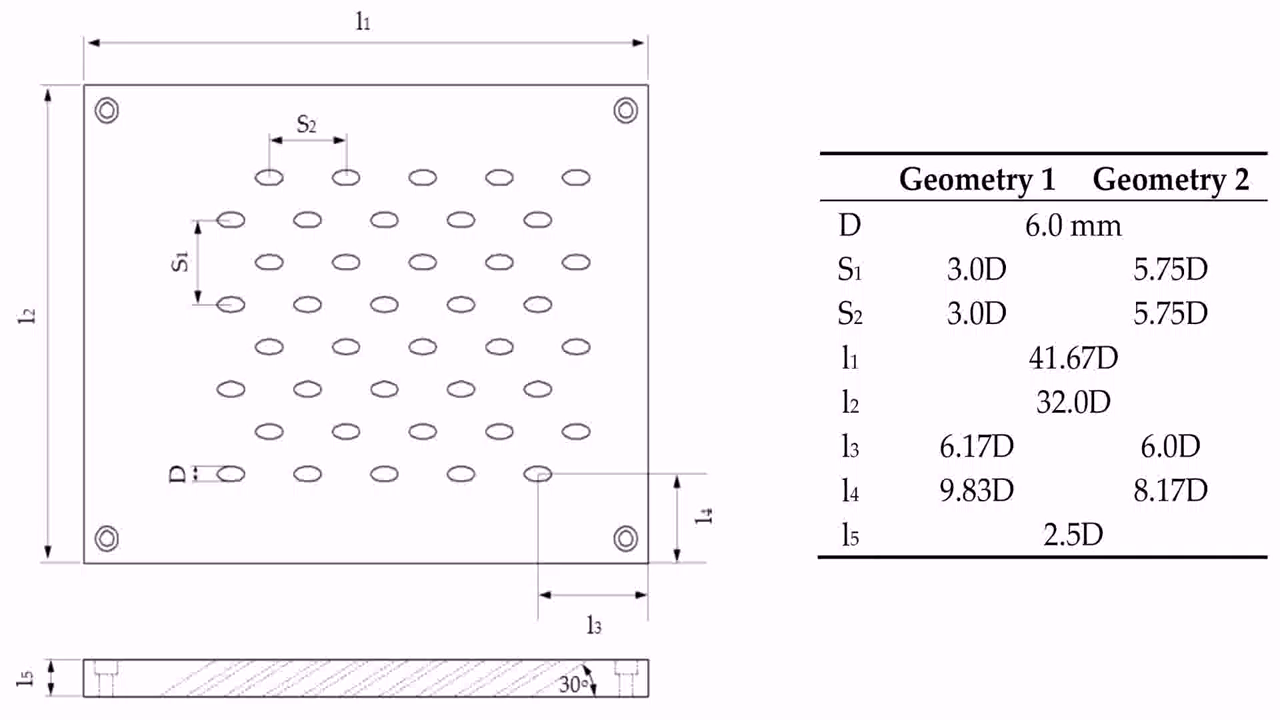 l₁
S₂
S₁
l₂
D
l₄
l₃
l₅
30°
Geometry 1 Geometry 2
D 6.0 mm
S₁ 3.0D 5.75D
S₂ 3.0D 5.75D
l₁ 41.67D
l₂ 32.0D
l₃ 6.17D 6.0D
l₄ 9.83D 8.17D
l₅ 2.5D